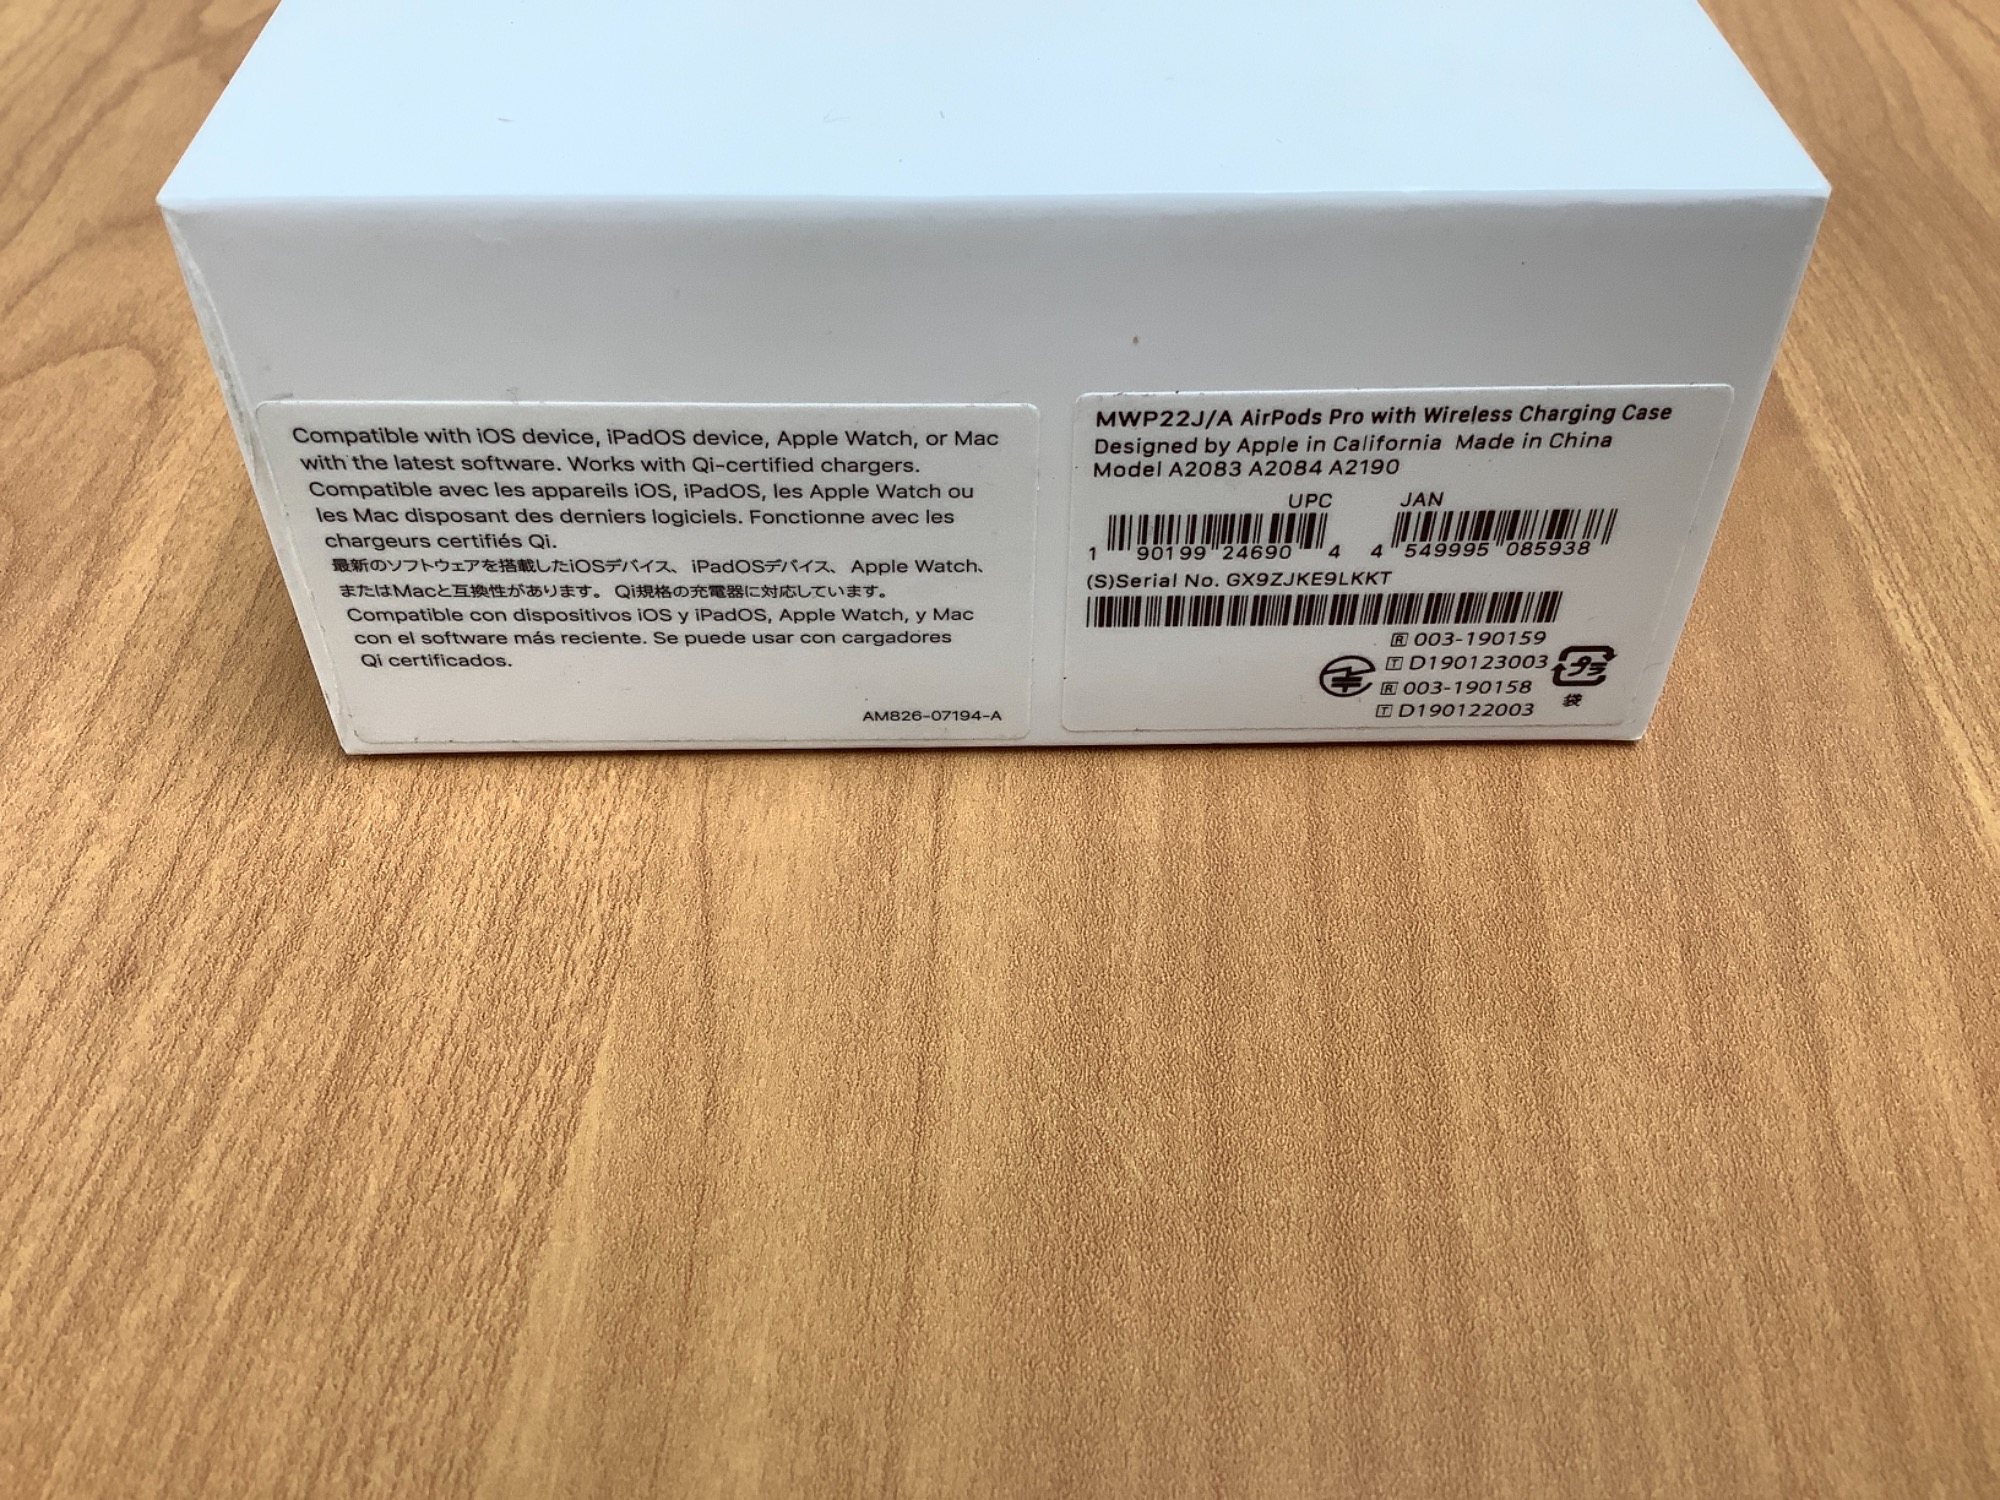 Compatible with iOS device, iPadOS device, Apple Watch, or Mac
with the latest software. Works with Qi-certified chargers.
Compatible avec les appareils iOS, iPadOS, les Apple Watch ou
les Mac disposant des derniers logiciels. Fonctionne avec les
chargeurs certifiés Qi.
最新のソフトウェアを搭載したiOSデバイス、iPadOSデバイス、Apple Watch、
またはMacと互換性があります。Qi規格の充電器に対応しています。
Compatible con dispositivos iOS y iPadOS, Apple Watch, y Mac
con el software más reciente. Se puede usar con cargadores
Qi certificados.
AM826-07194-A
MWP22J/A AirPods Pro with Wireless Charging Case
Designed by Apple in California Made in China
Model A2083 A2084 A2190
UPC JAN
1 90199 24690 4 4 549995 085938
(S)Serial No. GX9ZJKE9LKKT
R 003-190159
T D190123003
R 003-190158
T D190122003
プラ
袋